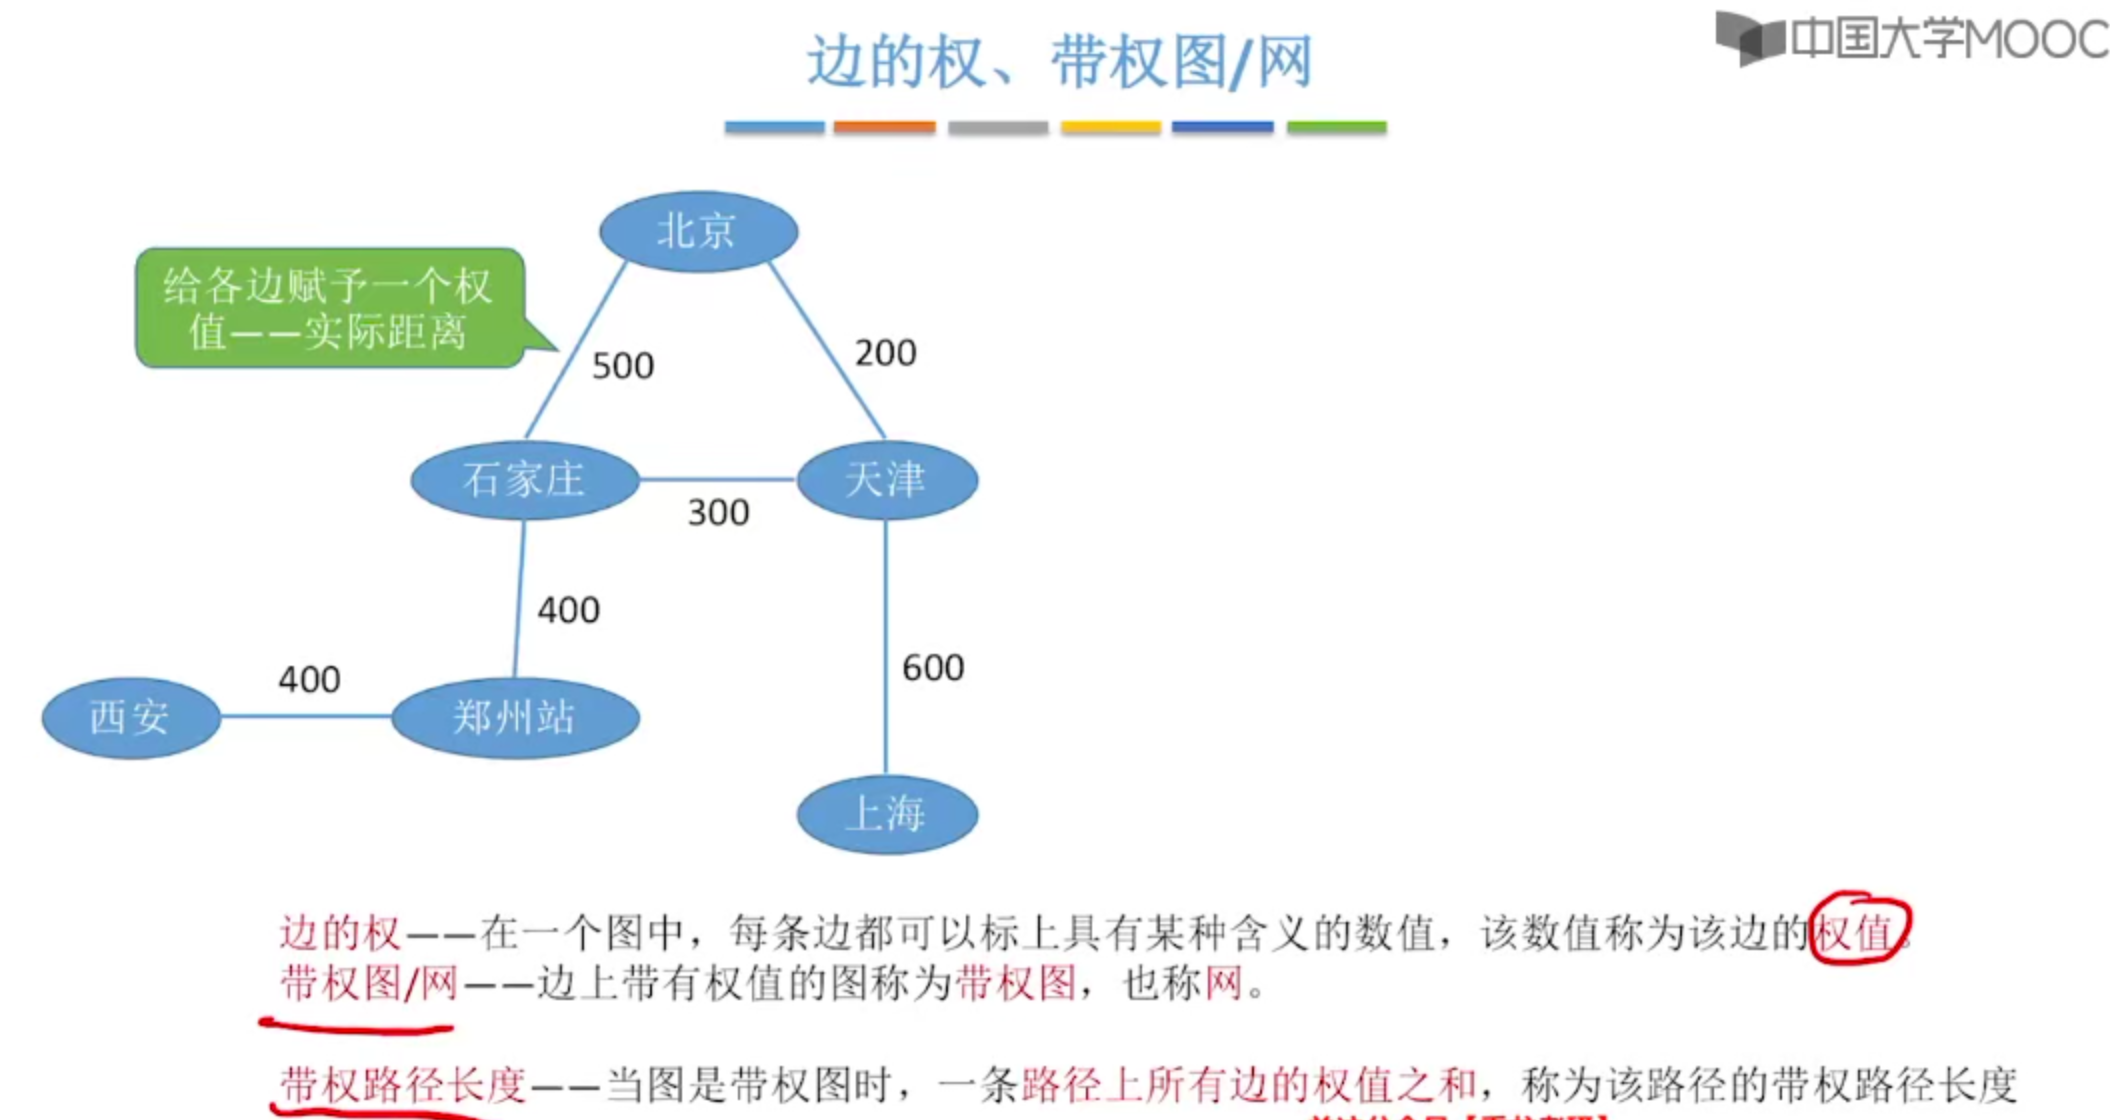 边的权、带权图/网
中国大学MOOC
北京
给各边赋予一个权
值——实际距离
500
200
石家庄
天津
300
400
600
400
西安
郑州站
上海
边的权——在一个图中，每条边都可以标上具有某种含义的数值，该数值称为该边的权值。
带权图/网——边上带有权值的图称为带权图，也称网。
带权路径长度——当图是带权图时，一条路径上所有边的权值之和，称为该路径的带权路径长度